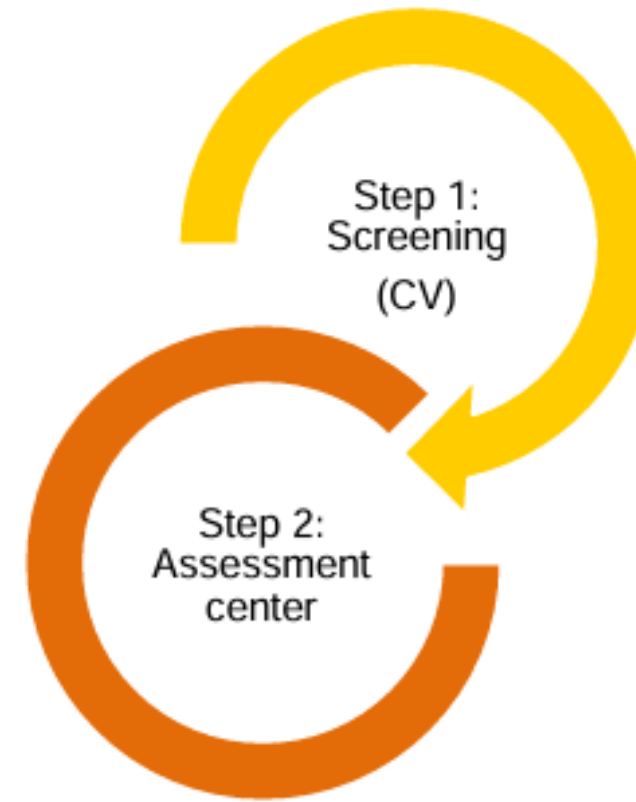 Step 1:
Screening
(CV)
Step 2:
Assessment
center